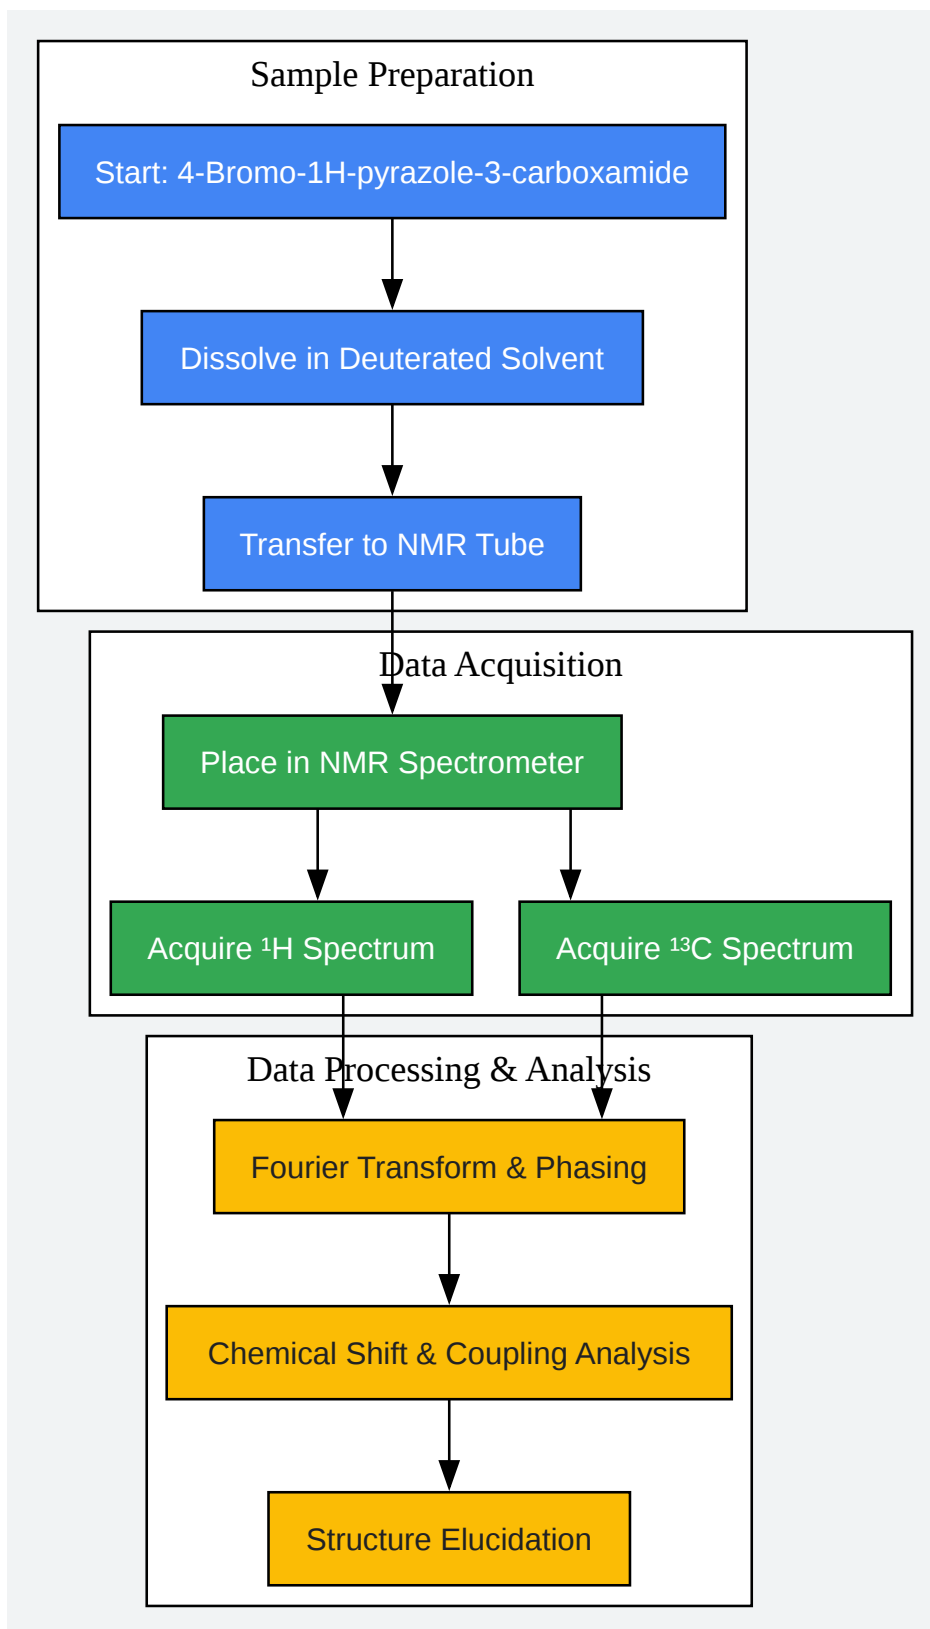 Sample Preparation
Start: 4-Bromo-1H-pyrazole-3-carboxamide
Dissolve in Deuterated Solvent
Transfer to NMR Tube
Data Acquisition
Place in NMR Spectrometer
Acquire ¹H Spectrum
Acquire ¹³C Spectrum
Data Processing & Analysis
Fourier Transform & Phasing
Chemical Shift & Coupling Analysis
Structure Elucidation